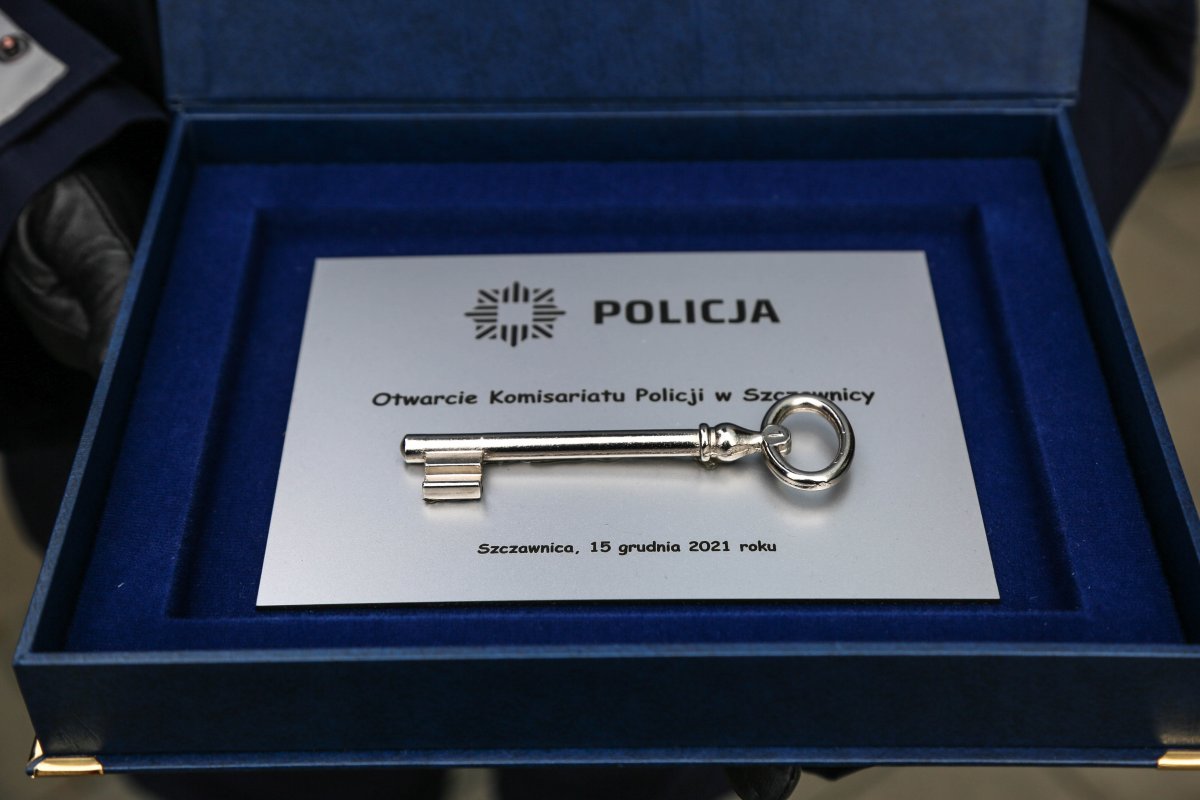 POLICJA
Otwarcie Komisariatu Policji w Szczawnicy
Szczawnica, 15 grudnia 2021 roku